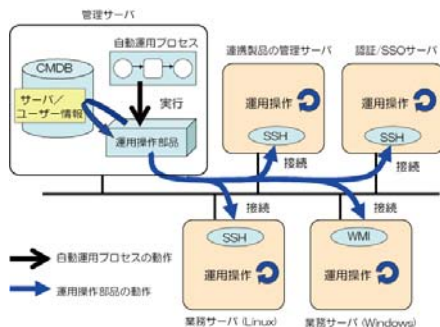 管理サーバ
自動運用プロセス
CMDB
サーバ/
ユーザー情報
実行
運用操作部品
連携製品の管理サーバ
運用操作
SSH
接続
認証/SSOサーバ
運用操作
SSH
接続
接続
SSH
運用操作
業務サーバ (Linux)
接続
WMI
運用操作
業務サーバ (Windows)
自動運用プロセスの動作
運用操作部品の動作